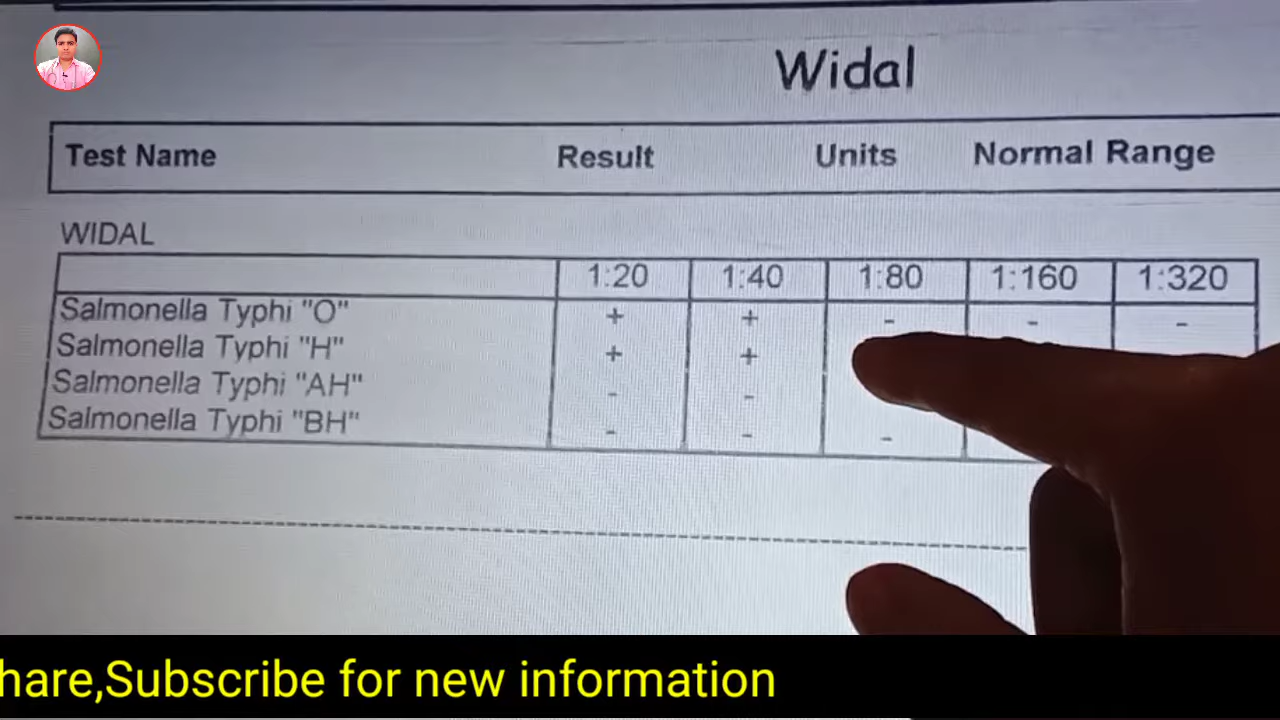 Widal
Test Name Result Units Normal Range
WIDAL
1:20 1:40 1:80 1:160 1:320
Salmonella Typhi "O" + + - - -
Salmonella Typhi "H" + +
Salmonella Typhi "AH" - -
Salmonella Typhi "BH" - - -
hare,Subscribe for new information